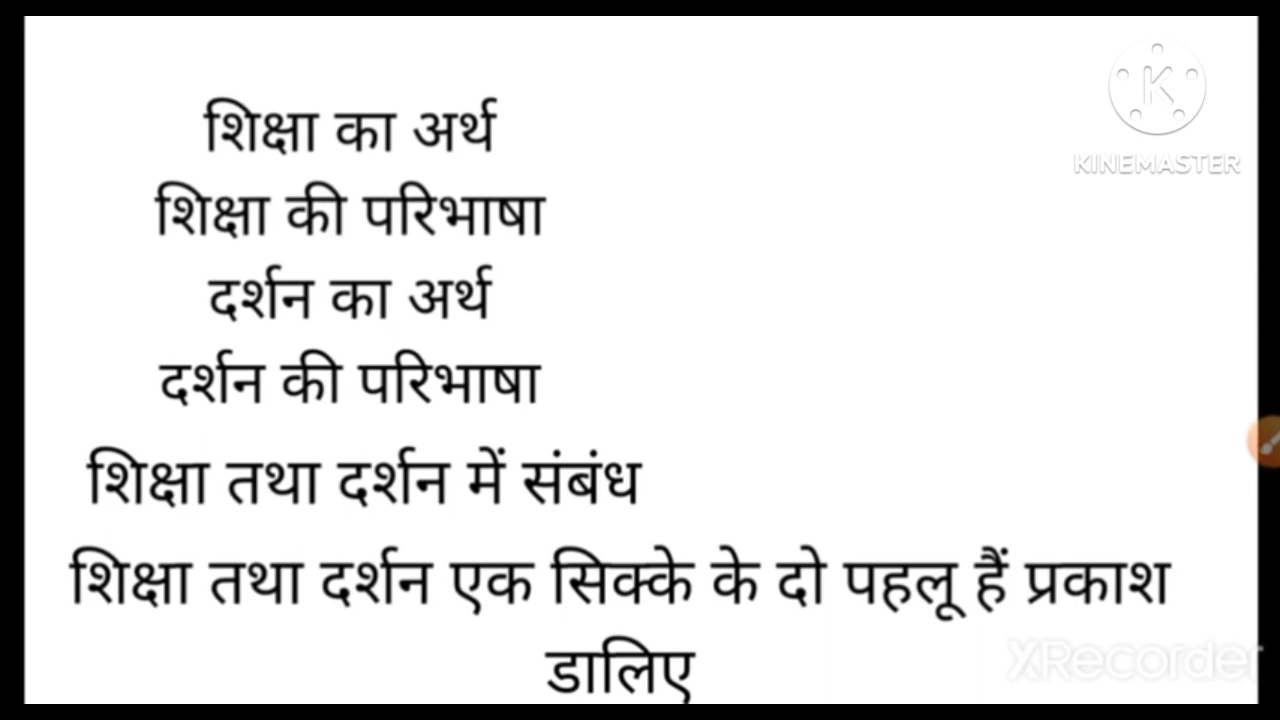 शिक्षा का अर्थ
शिक्षा की परिभाषा
दर्शन का अर्थ
दर्शन की परिभाषा
शिक्षा तथा दर्शन में संबंध
शिक्षा तथा दर्शन एक सिक्के के दो पहलू हैं प्रकाश
डालिए
K
KINEMASTER
XRecorder